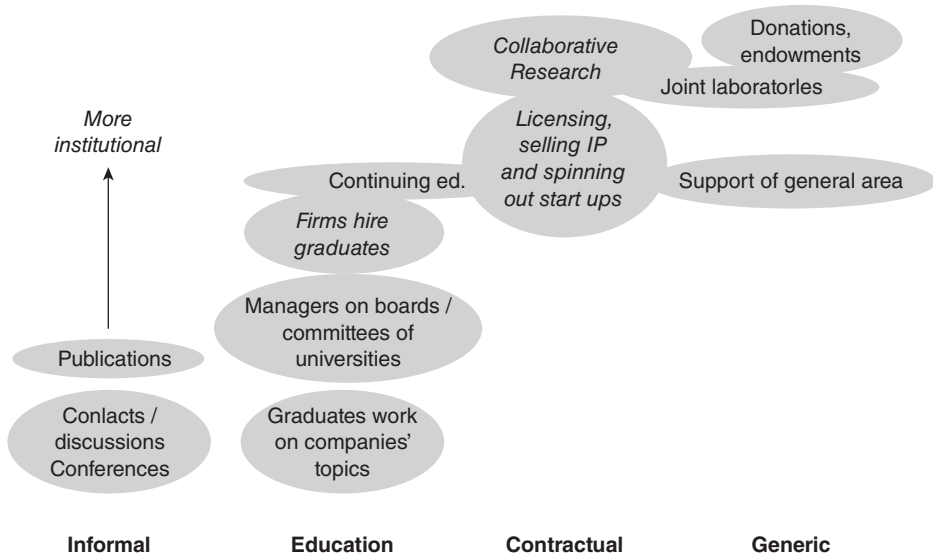 Donations,
endowments
Collaborative
Research
Joint laboratorles
More
institutional
Licensing,
selling IP
and spinning
out start ups
Continuing ed.
Support of general area
Firms hire
graduates
Managers on boards /
committees of
universities
Publications
Conlacts /
discussions
Conferences
Graduates work
on companies'
topics
Informal
Education
Contractual
Generic